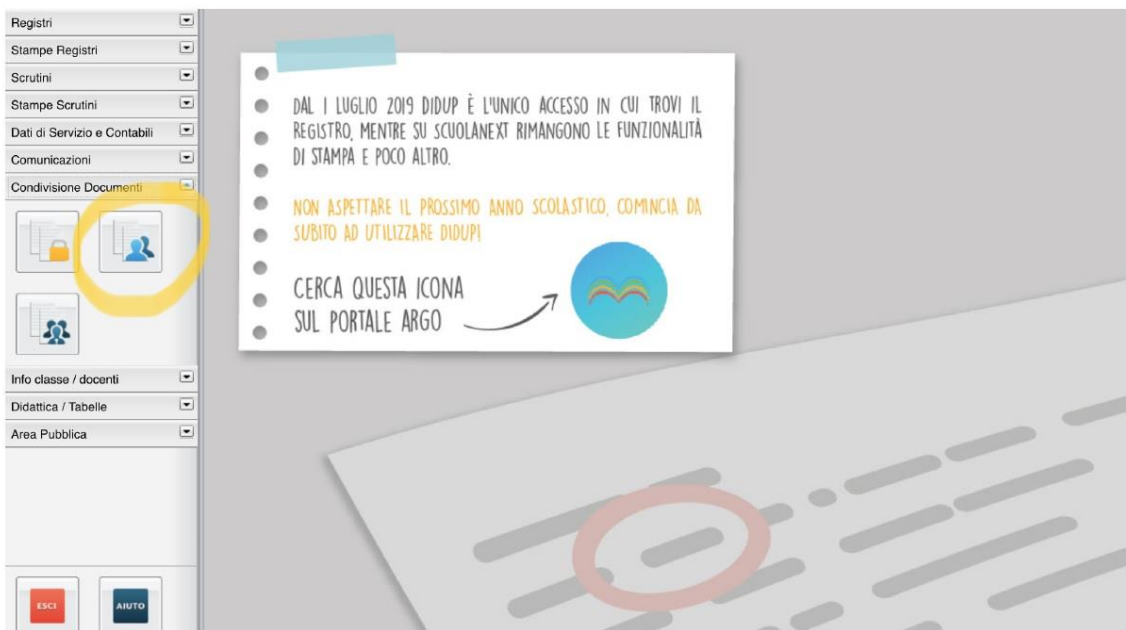 Registri
Stampe Registri
Scrutini
Stampe Scrutini
Dati di Servizio e Contabili
Comunicazioni
Condivisione Documenti
Info classe / docenti
Didattica / Tabelle
Area Pubblica
ESCI
AIUTO
DAL 1 LUGLIO 2019 DIDUP È L'UNICO ACCESSO IN CUI TROVI IL
REGISTRO, MENTRE SU SCUOLANEXT RIMANGONO LE FUNZIONALITÀ
DI STAMPA E POCO ALTRO.
NON ASPETTARE IL PROSSIMO ANNO SCOLASTICO, COMINCIA DA
SUBITO AD UTILIZZARE DIDUP!
CERCA QUESTA ICONA
SUL PORTALE ARGO